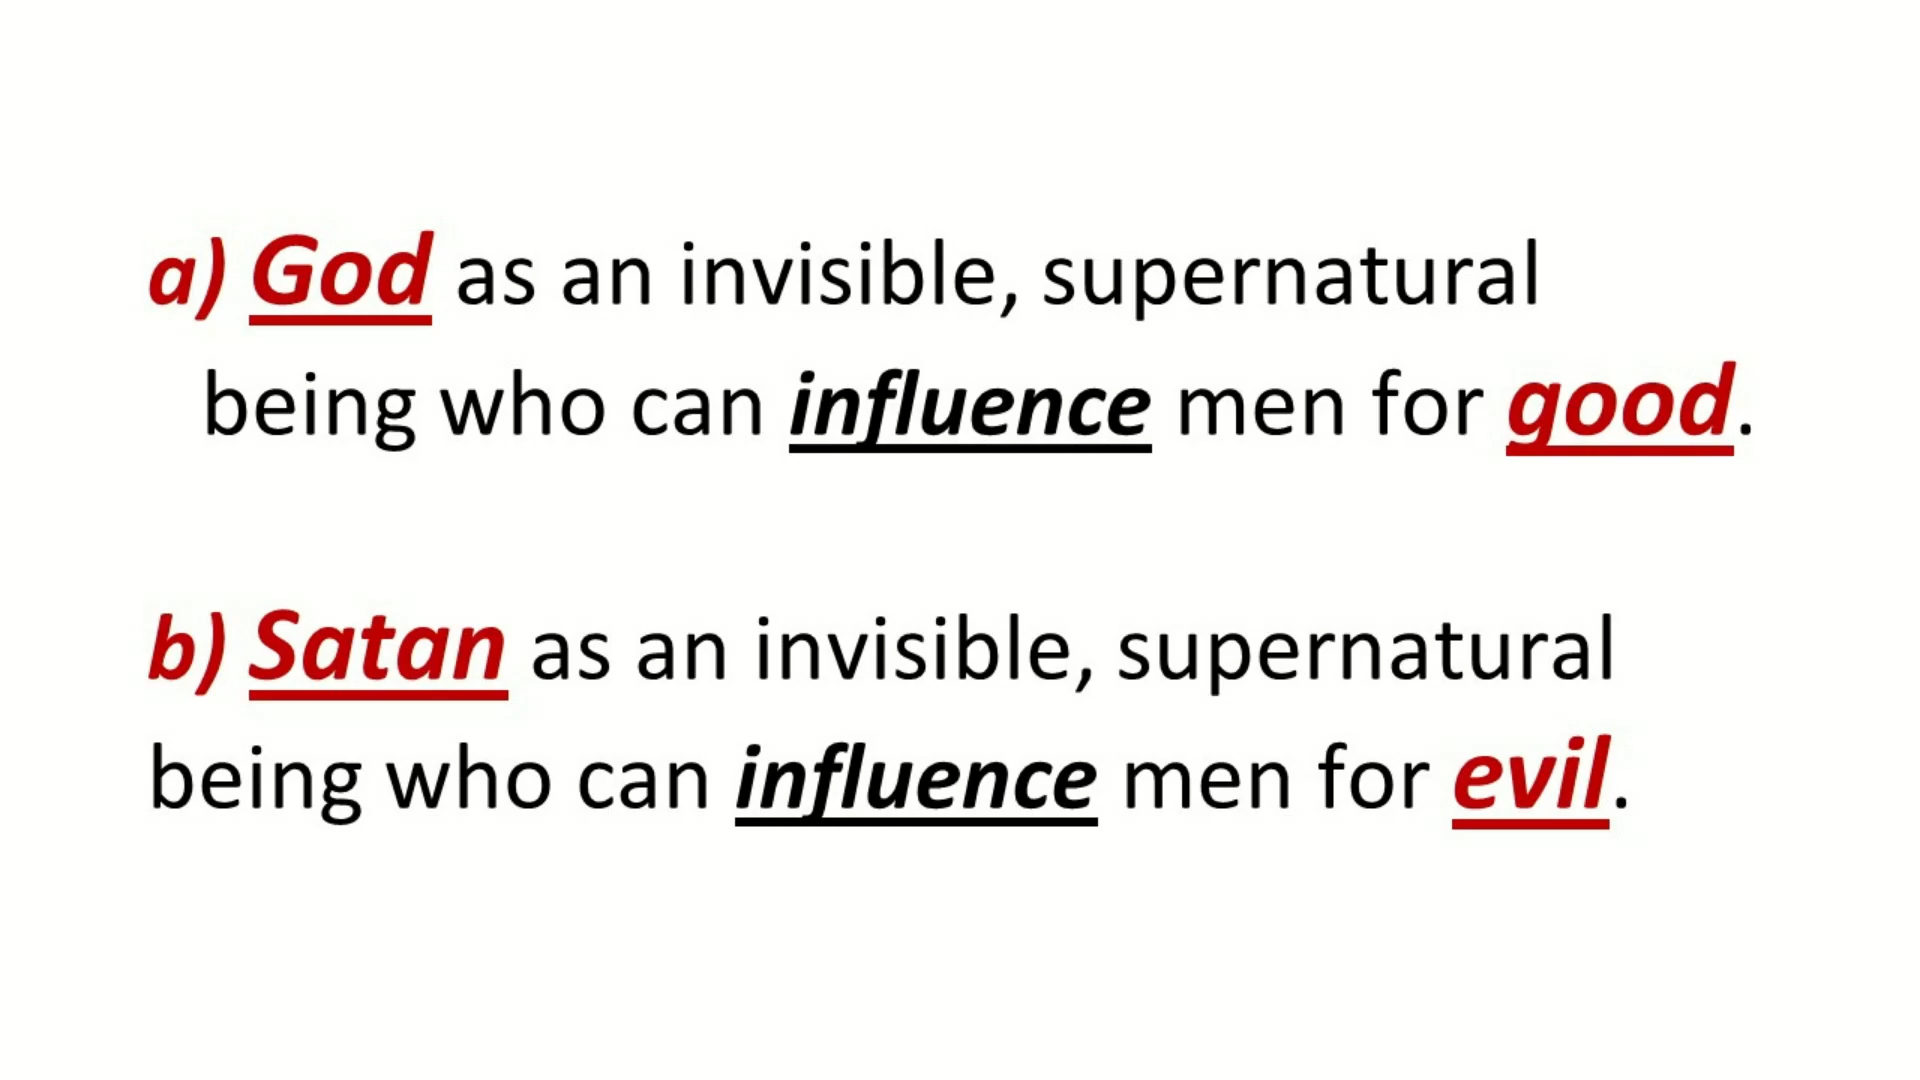 a) God as an invisible, supernatural
being who can influence men for good.
b) Satan as an invisible, supernatural
being who can influence men for evil.